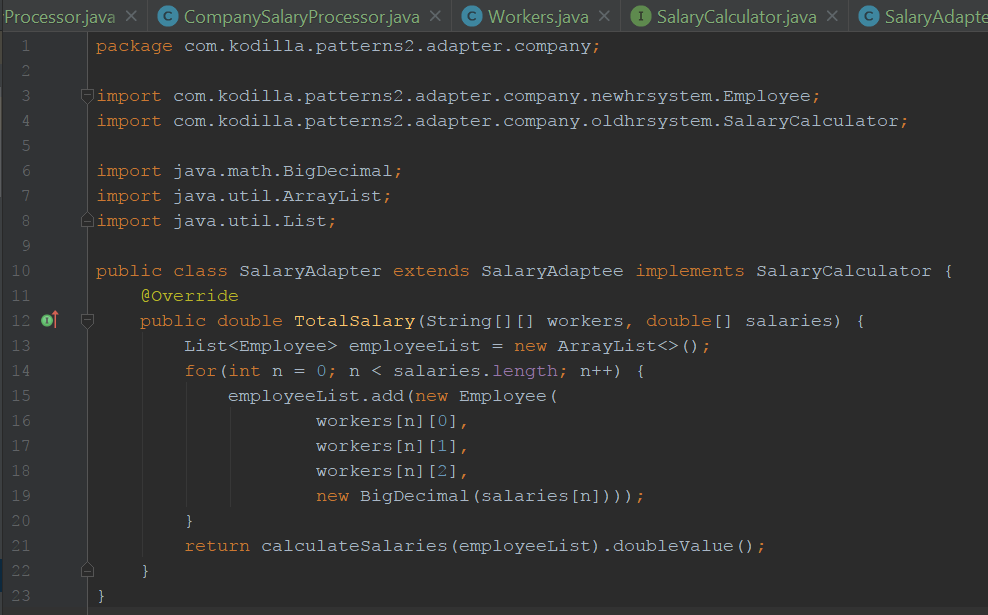 Processor.java × C CompanySalaryProcessor.java × C Workers.java × I SalaryCalculator.java × C SalaryAdapte
1 package com.kodilla.patterns2.adapter.company;
2
3 import com.kodilla.patterns2.adapter.company.newhrsystem.Employee;
4 import com.kodilla.patterns2.adapter.company.oldhrsystem.SalaryCalculator;
5
6 import java.math.BigDecimal;
7 import java.util.ArrayList;
8 import java.util.List;
9
10 public class SalaryAdapter extends SalaryAdaptee implements SalaryCalculator {
11     @Override
12     public double TotalSalary(String[][] workers, double[] salaries) {
13         List<Employee> employeeList = new ArrayList<>();
14         for(int n = 0; n < salaries.length; n++) {
15             employeeList.add(new Employee(
16                     workers[n][0],
17                     workers[n][1],
18                     workers[n][2],
19                     new BigDecimal(salaries[n])));
20         }
21         return calculateSalaries(employeeList).doubleValue();
22     }
23 }